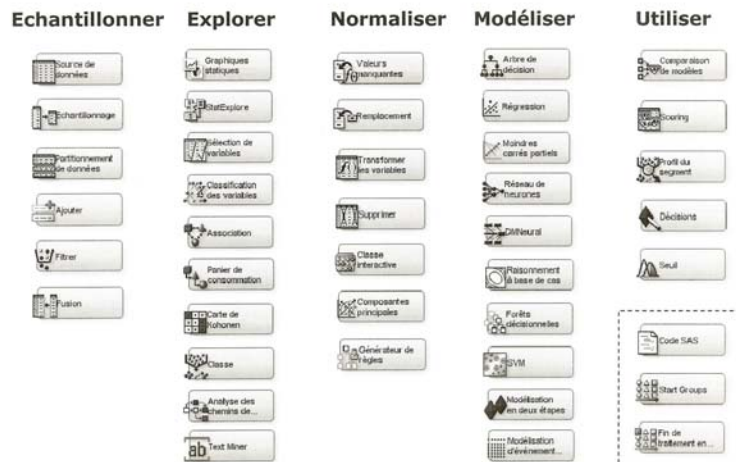 Echantillonner
Source de
données
Echantillonnage
Partitionnement
de données
Ajouter
Filtrer
Fusion
Explorer
Graphiques
statiques
StatExplore
Sélection de
variables
Classification
des variables
Association
Panier de
consommation
Carte de
Kohonen
Classe
Analyse des
chemins de...
ab Text Miner
Normaliser
Valeurs
manquantes
Remplacement
Transformer
les variables
Supprimer
Classe
interactive
Composantes
principales
Générateur de
règles
Modéliser
Arbre de
décision
Régression
Moindres
carrés partiels
Réseau de
neurones
DMNeural
Raisonnement
à base de cas
Forêts
décisionnelles
SVM
Modélisation
en deux étapes
Modélisation
d'événement...
Utiliser
Comparaison
de modèles
Scoring
Profil du
segment
Décisions
Seuil
Code SAS
Start Groups
Fin de
traitement en...